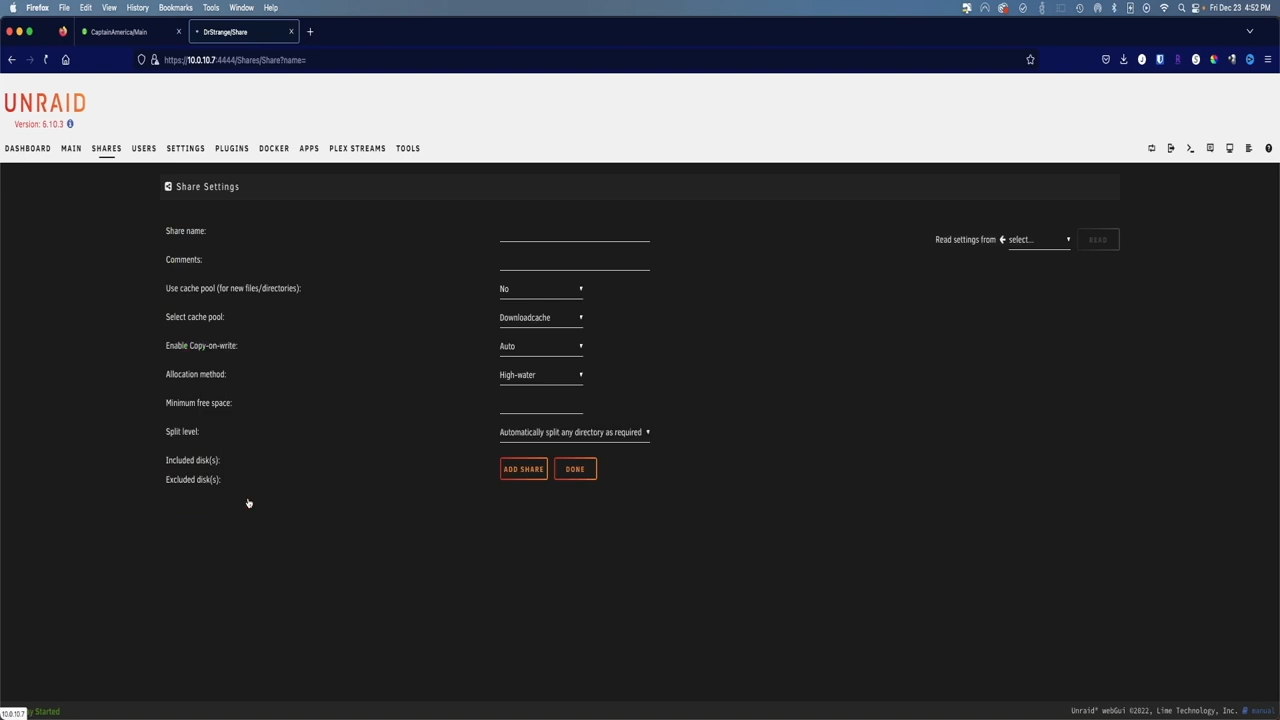 Firefox File Edit View History Bookmarks Tools Window Help Fri Dec 23 4:52 PM
CaptainAmerica/Main DrStrange/Share
https://10.0.10.7:4444/Shares/Share?name=
UNRAID
Version: 6.10.3
DASHBOARD MAIN SHARES USERS SETTINGS PLUGINS DOCKER APPS PLEX STREAMS TOOLS
Share Settings
Share name:
Read settings from select... READ
Comments:
Use cache pool (for new files/directories): No
Select cache pool: Downloadcache
Enable Copy-on-write: Auto
Allocation method: High-water
Minimum free space:
Split level: Automatically split any directory as required
Included disk(s):
ADD SHARE DONE
Excluded disk(s):
10.0.10.7 y Started
Unraid® webGui ©2022, Lime Technology, Inc. manual